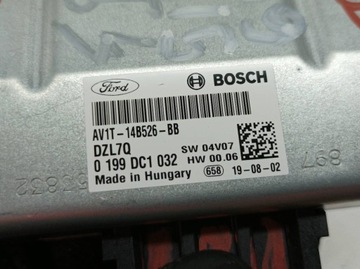 Ford
BOSCH
AV1T-14B526-BB
DZL7Q
SW 04V07
0 199 DC1 032
HW 00.06
Made in Hungary
658
19-08-02
897